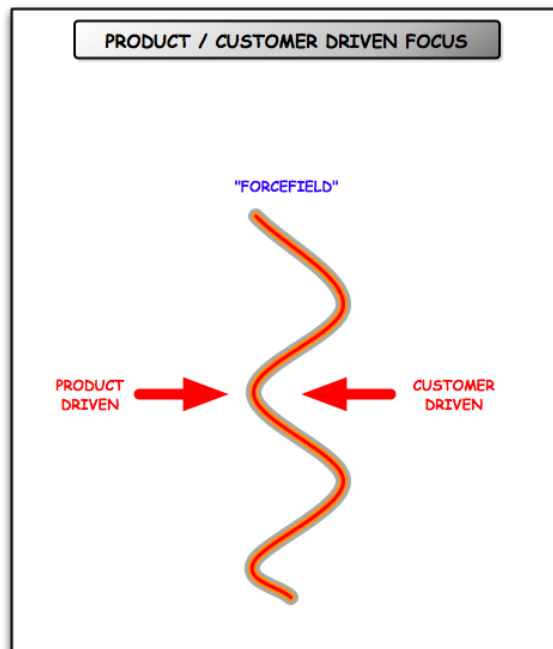 PRODUCT / CUSTOMER DRIVEN FOCUS
"FORCEFIELD"
PRODUCT
DRIVEN
CUSTOMER
DRIVEN